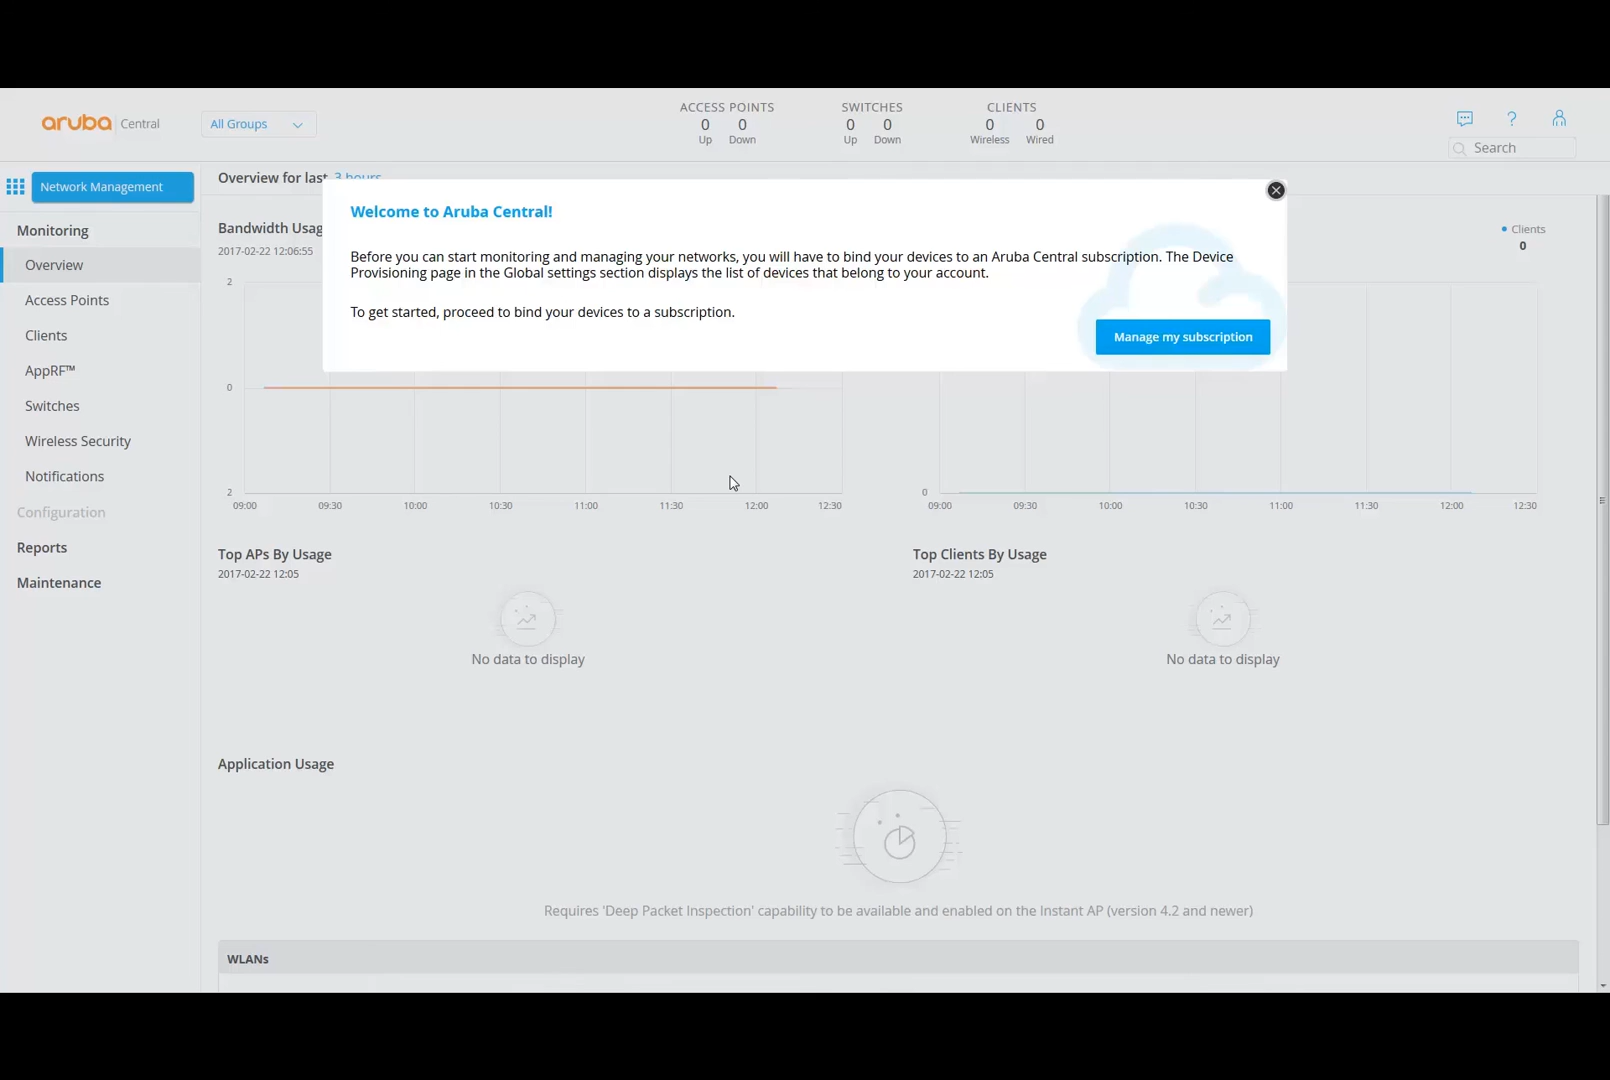 aruba Central
All Groups
ACCESS POINTS
0 0
Up Down
SWITCHES
0 0
Up Down
CLIENTS
0 0
Wireless Wired
?
Search
Network Management
Monitoring
Overview
Access Points
Clients
AppRF™
Switches
Wireless Security
Notifications
Configuration
Reports
Maintenance
Overview for last 3 hours
Welcome to Aruba Central!
Before you can start monitoring and managing your networks, you will have to bind your devices to an Aruba Central subscription. The Device
Provisioning page in the Global settings section displays the list of devices that belong to your account.
To get started, proceed to bind your devices to a subscription.
Manage my subscription
Bandwidth Usag
2017-02-22 12:06:55
2
0
2
09:00 09:30 10:00 10:30 11:00 11:30 12:00 12:30
Clients
0
0
09:00 09:30 10:00 10:30 11:00 11:30 12:00 12:30
Top APs By Usage
2017-02-22 12:05
No data to display
Top Clients By Usage
2017-02-22 12:05
No data to display
Application Usage
Requires 'Deep Packet Inspection' capability to be available and enabled on the Instant AP (version 4.2 and newer)
WLANs